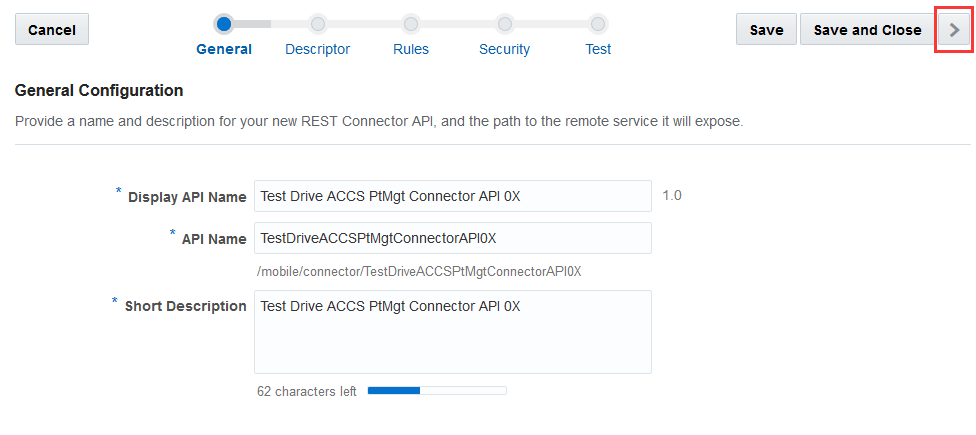 Cancel
General
Descriptor
Rules
Security
Test
Save
Save and Close
General Configuration
Provide a name and description for your new REST Connector API, and the path to the remote service it will expose.
* Display API Name
Test Drive ACCS PtMgt Connector API 0X
1.0
* API Name
TestDriveACCSPtMgtConnectorAPI0X
/mobile/connector/TestDriveACCSPtMgtConnectorAPI0X
* Short Description
Test Drive ACCS PtMgt Connector API 0X
62 characters left